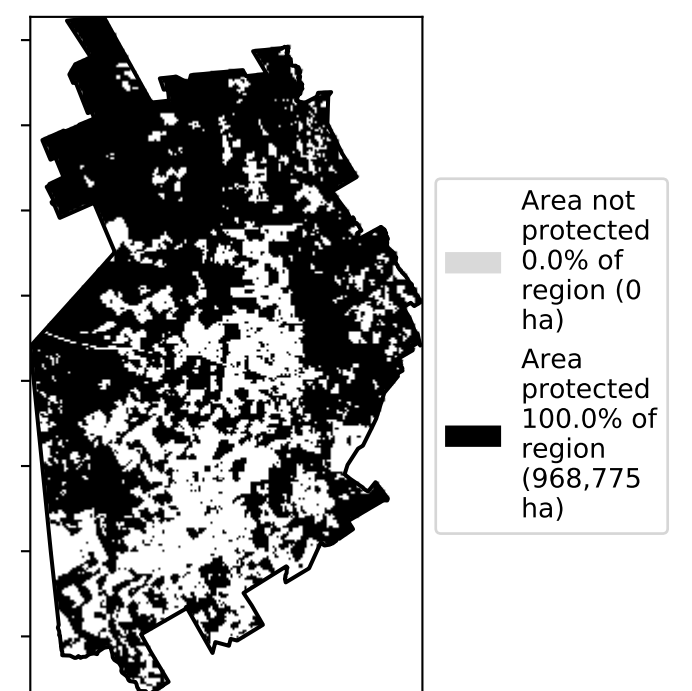 Area not
protected
0.0% of
region (0
ha)
Area
protected
100.0% of
region
(968,775
ha)